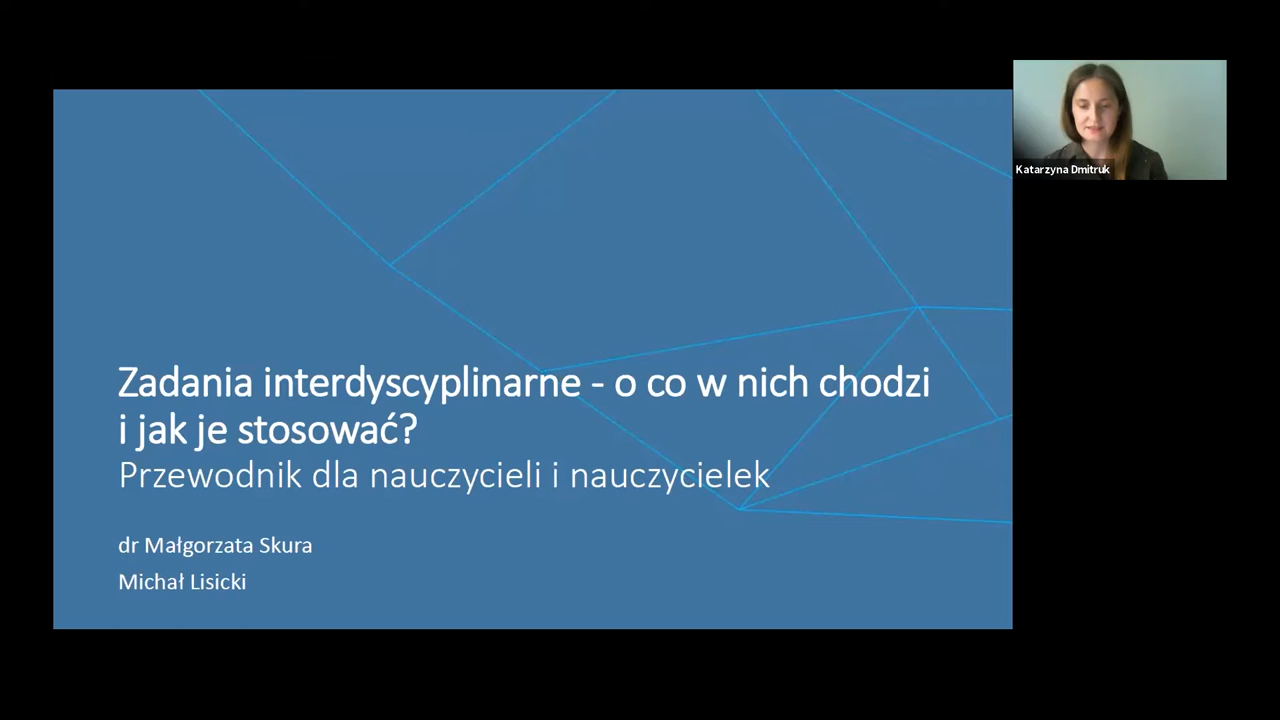 Zadania interdyscyplinarne - o co w nich chodzi
i jak je stosować?
Przewodnik dla nauczycieli i nauczycielek
dr Małgorzata Skura
Michał Lisicki
Katarzyna Dmitruk